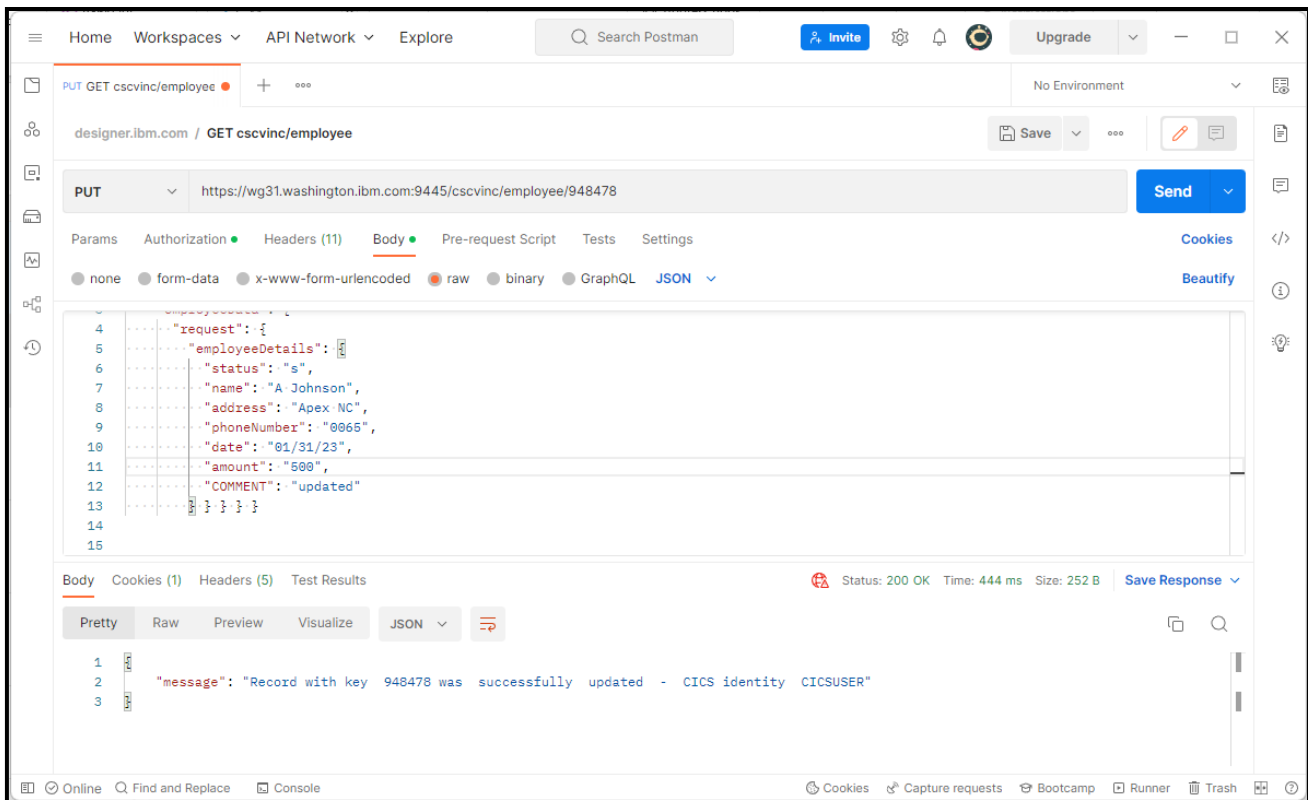 Home Workspaces API Network Explore Search Postman Invite Upgrade
PUT GET cscvinc/employee No Environment
designer.ibm.com / GET cscvinc/employee Save
PUT https://wg31.washington.ibm.com:9445/cscvinc/employee/948478 Send
Params Authorization Headers (11) Body Pre-request Script Tests Settings Cookies
none form-data x-www-form-urlencoded raw binary GraphQL JSON Beautify
4 "request": {
5 "employeeDetails": {
6 "status": "s",
7 "name": "A Johnson",
8 "address": "Apex NC",
9 "phoneNumber": "0065",
10 "date": "01/31/23",
11 "amount": "500",
12 "COMMENT": "updated"
13 } } } } }
14
15
Body Cookies (1) Headers (5) Test Results Status: 200 OK Time: 444 ms Size: 252 B Save Response
Pretty Raw Preview Visualize JSON
1 {
2 "message": "Record with key 948478 was successfully updated - CICS identity CICSUSER"
3 }
Online Find and Replace Console Cookies Capture requests Bootcamp Runner Trash